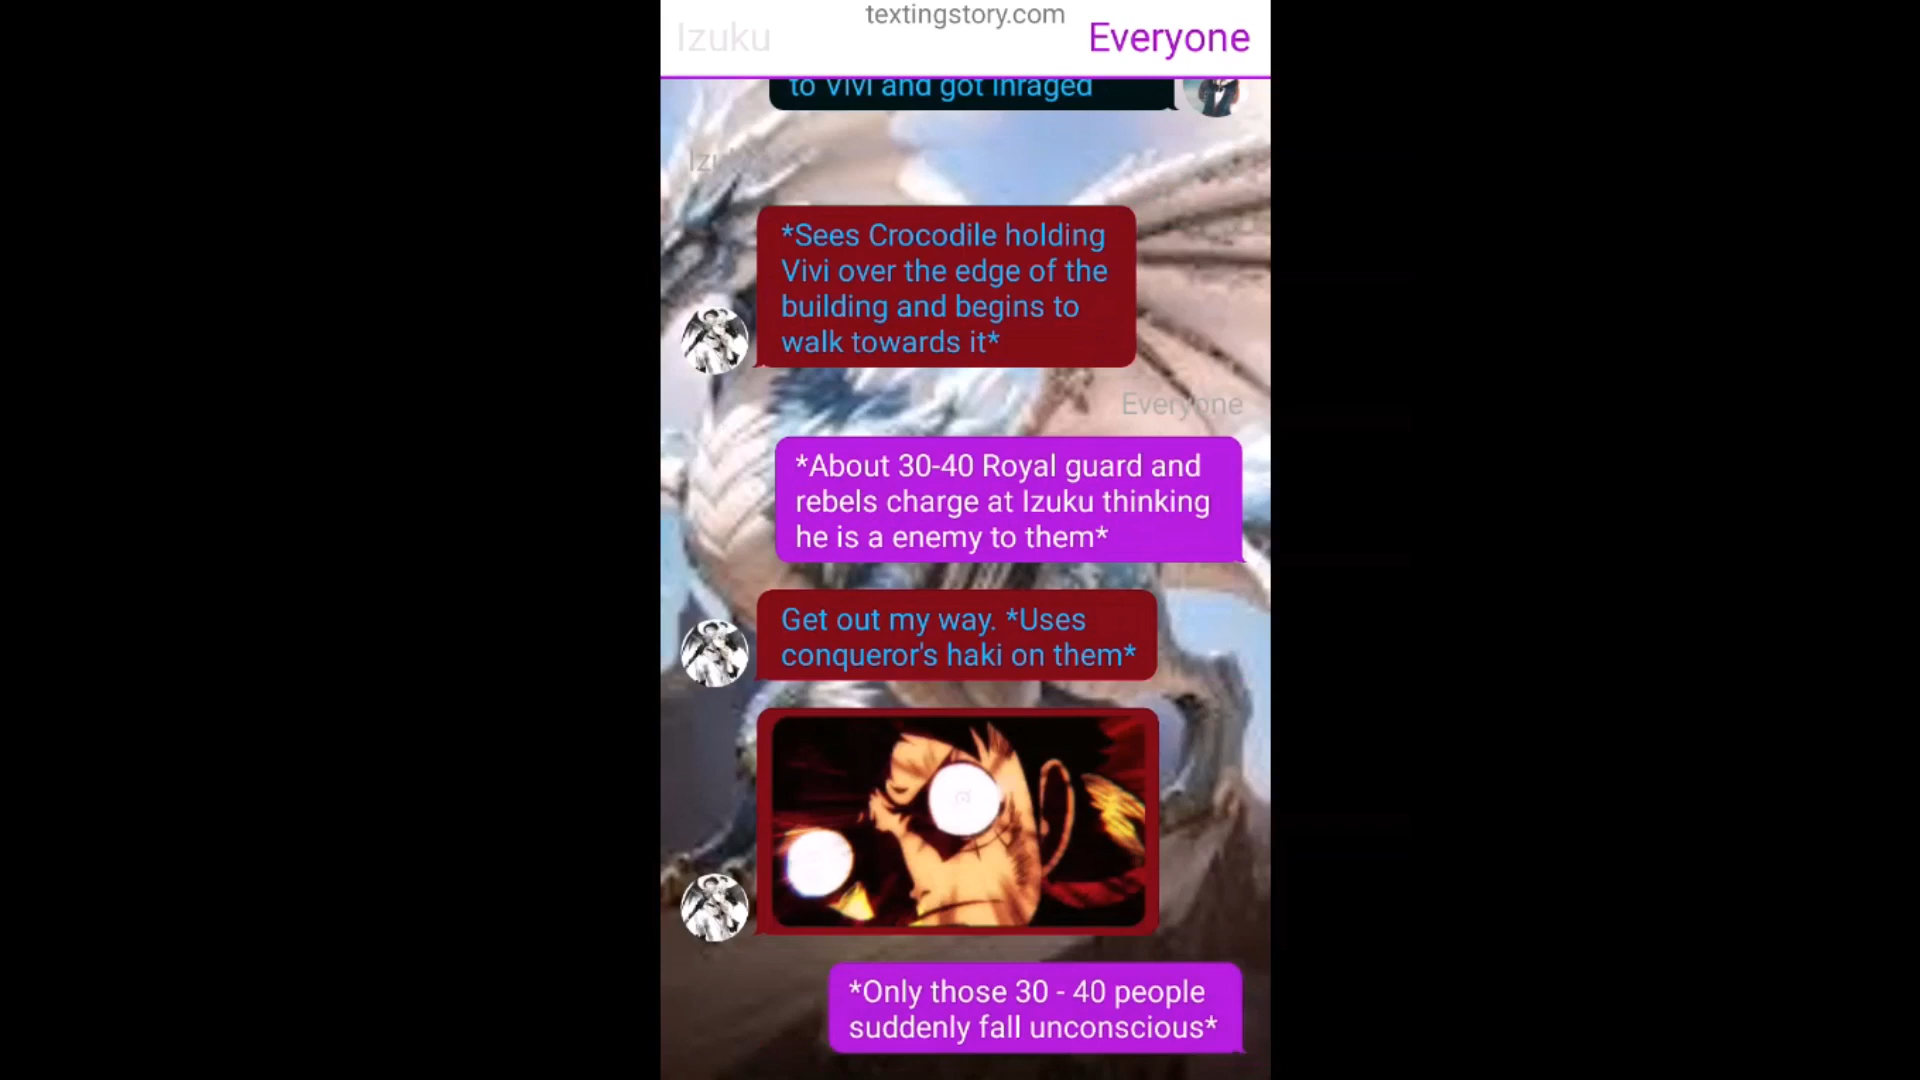 textingstory.com
Izuku
Everyone
to Vivi and got inraged
*Sees Crocodile holding
Vivi over the edge of the
building and begins to
walk towards it*
Everyone
*About 30-40 Royal guard and
rebels charge at Izuku thinking
he is a enemy to them*
Get out my way. *Uses
conqueror's haki on them*
*Only those 30 - 40 people
suddenly fall unconscious*